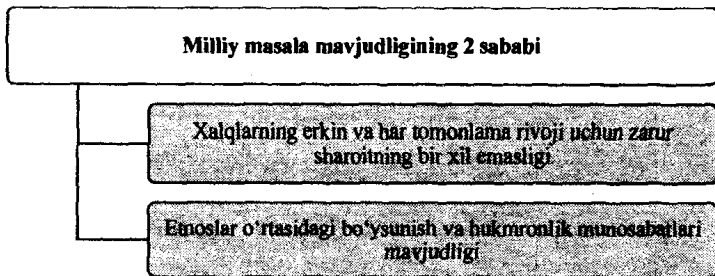 Milliy masala mavjudligining 2 sababi
Xalqlarning erkin va har tomonlama rivoji uchun zarur
sharoitning bir xil emasligi
Etnoslar o‘rtasidagi bo‘ysunish va hukmronlik munosabatlari
mavjudligi